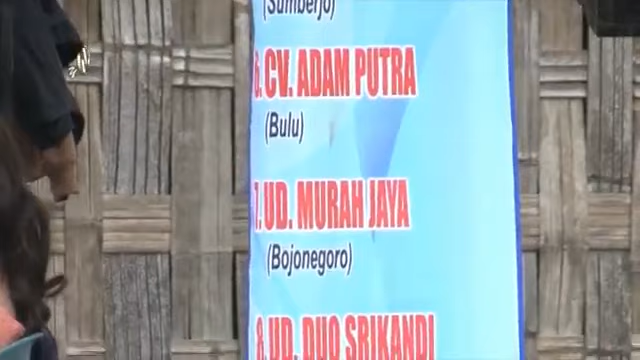 (Sumberjo)
6. CV. ADAM PUTRA
(Bulu)
7. UD. MURAH JAYA
(Bojonegoro)
8. UD. DUO SRIKANDI